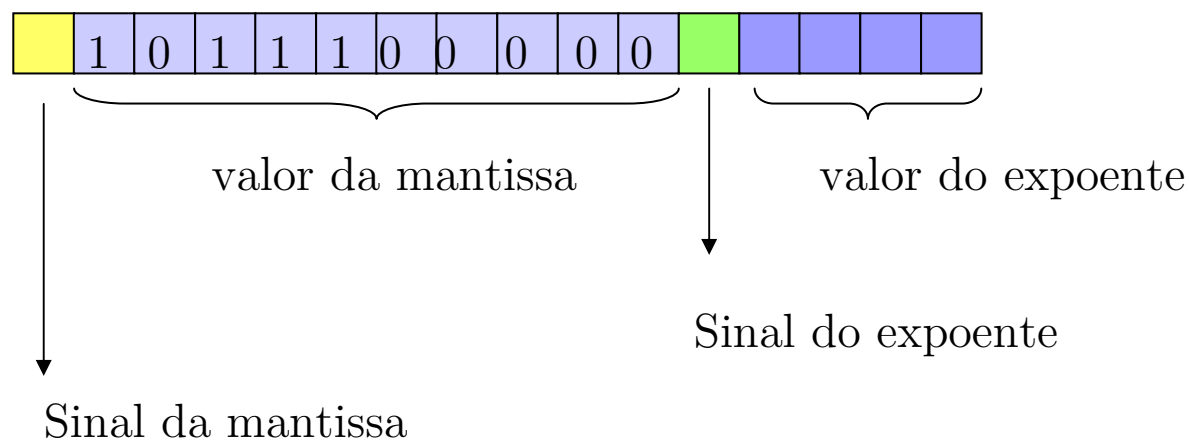 1 0 1 1 1 0 0 0 0 0
valor da mantissa valor do expoente
Sinal do expoente
Sinal da mantissa